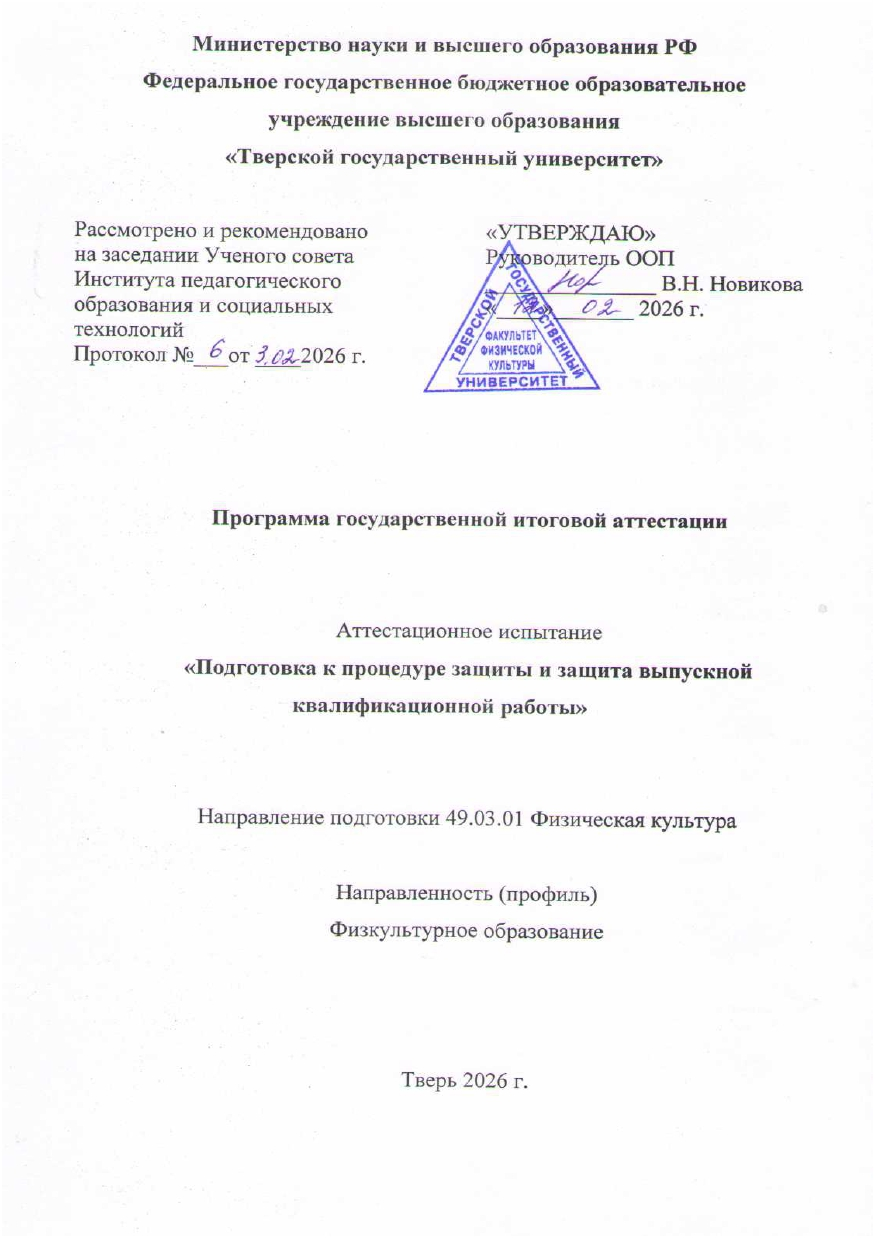 Министерство науки и высшего образования РФ
Федеральное государственное бюджетное образовательное
учреждение высшего образования
«Тверской государственный университет»
Рассмотрено и рекомендовано
на заседании Ученого совета
Института педагогического
образования и социальных
технологий
Протокол № 6 от 3.02 2026 г.
«УТВЕРЖДАЮ»
Руководитель ООП
В.Н. Новикова
« » 02 2026 г.
ТВЕРСКОЙ
ГОСУДАРСТВЕННЫЙ
УНИВЕРСИТЕТ
ФАКУЛЬТЕТ
ФИЗИЧЕСКОЙ
КУЛЬТУРЫ
Программа государственной итоговой аттестации
Аттестационное испытание
«Подготовка к процедуре защиты и защита выпускной
квалификационной работы»
Направление подготовки 49.03.01 Физическая культура
Направленность (профиль)
Физкультурное образование
Тверь 2026 г.